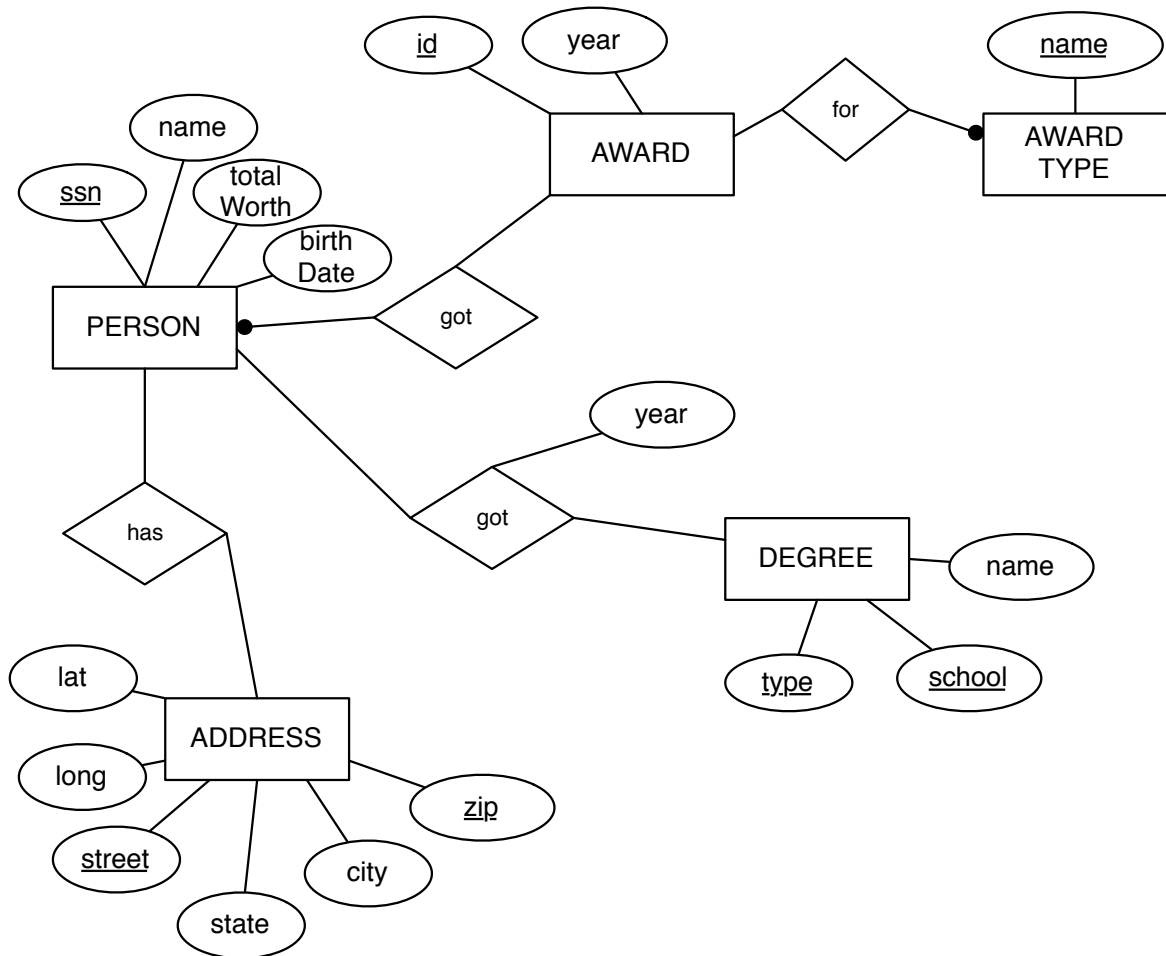 id
year
name
for
AWARD
AWARD
TYPE
name
total
Worth
ssn
birth
Date
PERSON
got
year
has
got
DEGREE
name
type
school
lat
ADDRESS
long
zip
street
city
state